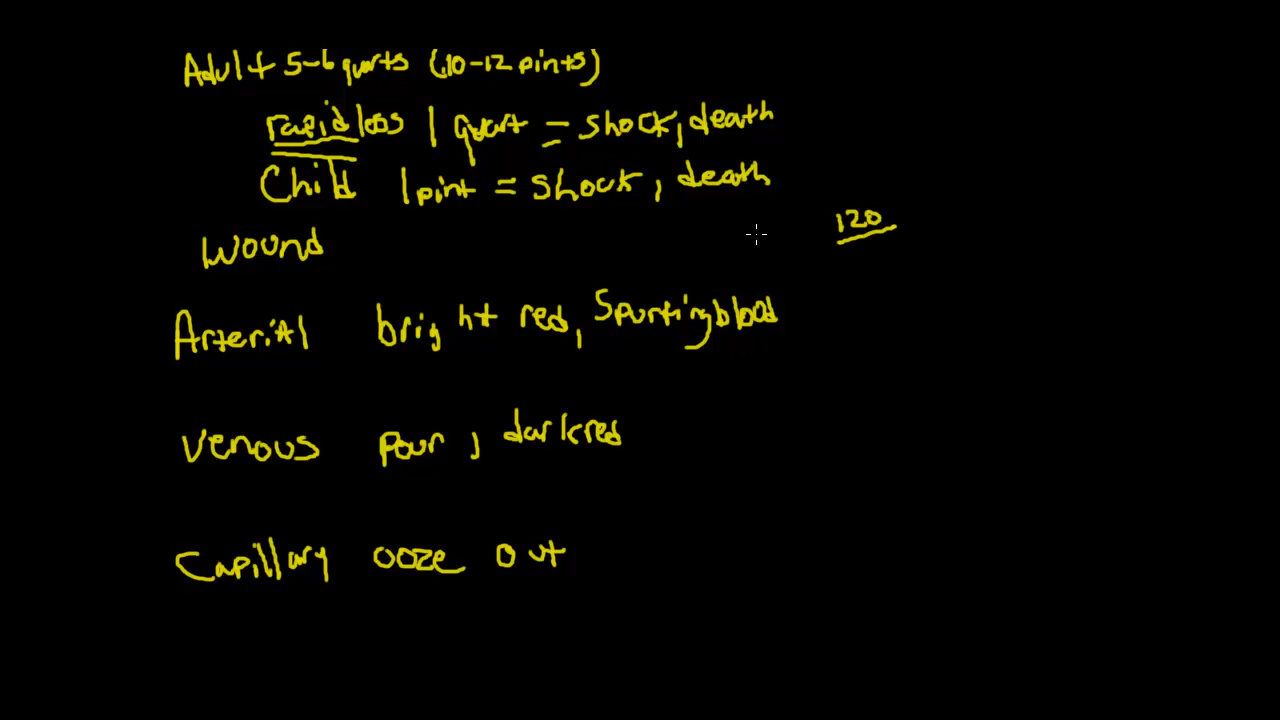 Adult 5-6 quarts (10-12 pints)
rapid loss 1 quart = shock, death
Child 1 pint = shock, death
120
wound
Arterial bright red, Spurting blood
Venous pour, dark red
Capillary ooze out